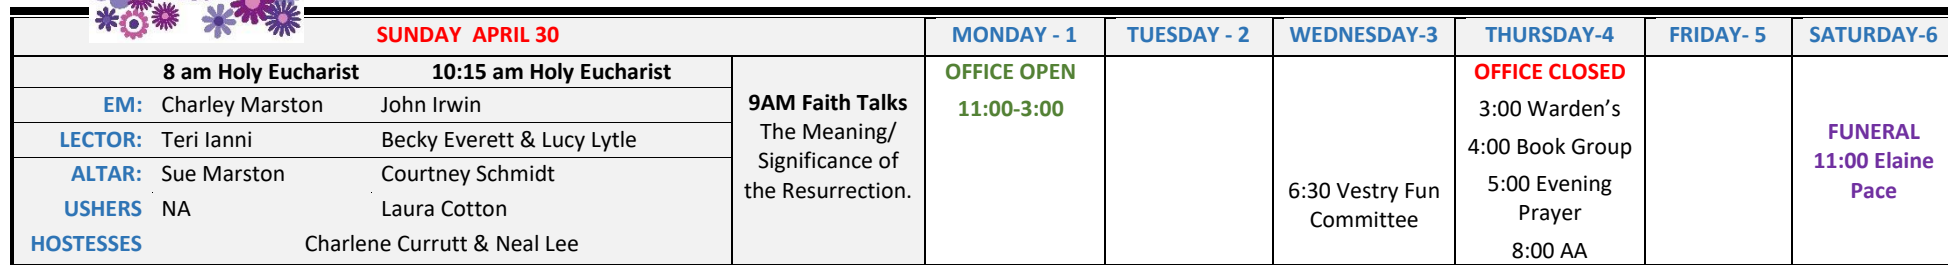 SUNDAY  APRIL 30 MONDAY - 1 TUESDAY - 2 WEDNESDAY-3 THURSDAY-4 FRIDAY- 5 SATURDAY-6
8 am Holy Eucharist 10:15 am Holy Eucharist
EM: Charley Marston John Irwin
LECTOR: Teri Ianni Becky Everett & Lucy Lytle
ALTAR: Sue Marston Courtney Schmidt
USHERS NA Laura Cotton
HOSTESSES Charlene Currutt & Neal Lee
9AM Faith Talks
The Meaning/
Significance of
the Resurrection.
OFFICE OPEN
11:00-3:00
6:30 Vestry Fun
Committee
OFFICE CLOSED
3:00 Warden’s
4:00 Book Group
5:00 Evening
Prayer
8:00 AA
FUNERAL
11:00 Elaine
Pace